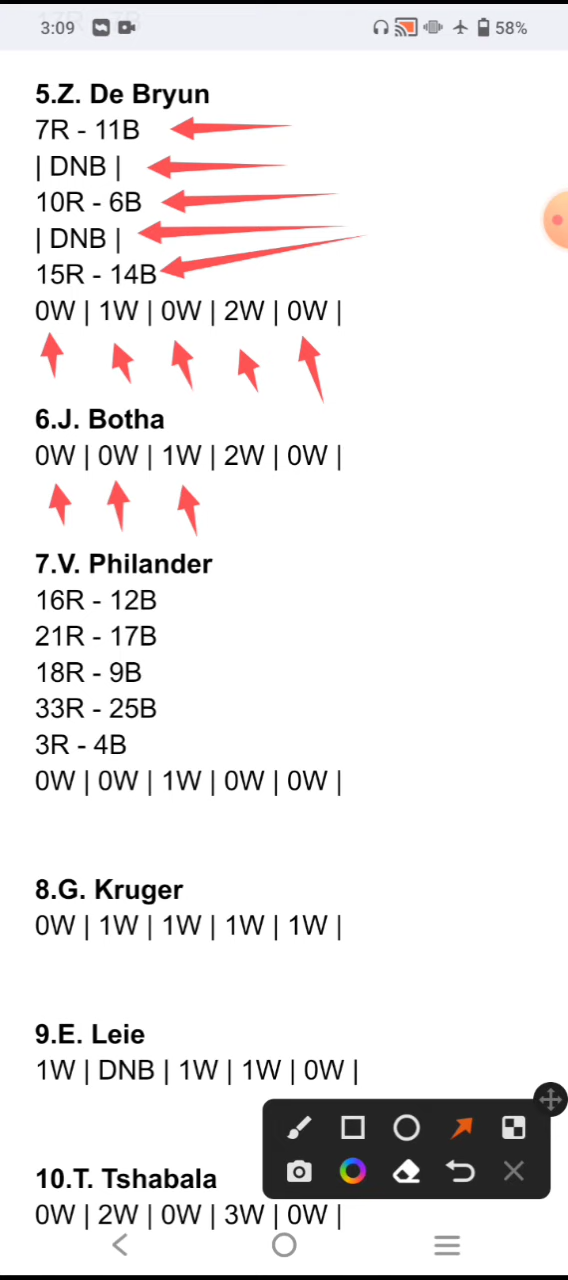 3:09
58%
5.Z. De Bryun
7R - 11B
| DNB |
10R - 6B
| DNB |
15R - 14B
0W | 1W | 0W | 2W | 0W |
6.J. Botha
0W | 0W | 1W | 2W | 0W |
7.V. Philander
16R - 12B
21R - 17B
18R - 9B
33R - 25B
3R - 4B
0W | 0W | 1W | 0W | 0W |
8.G. Kruger
0W | 1W | 1W | 1W | 1W |
9.E. Leie
1W | DNB | 1W | 1W | 0W |
10.T. Tshabala
0W | 2W | 0W | 3W | 0W |